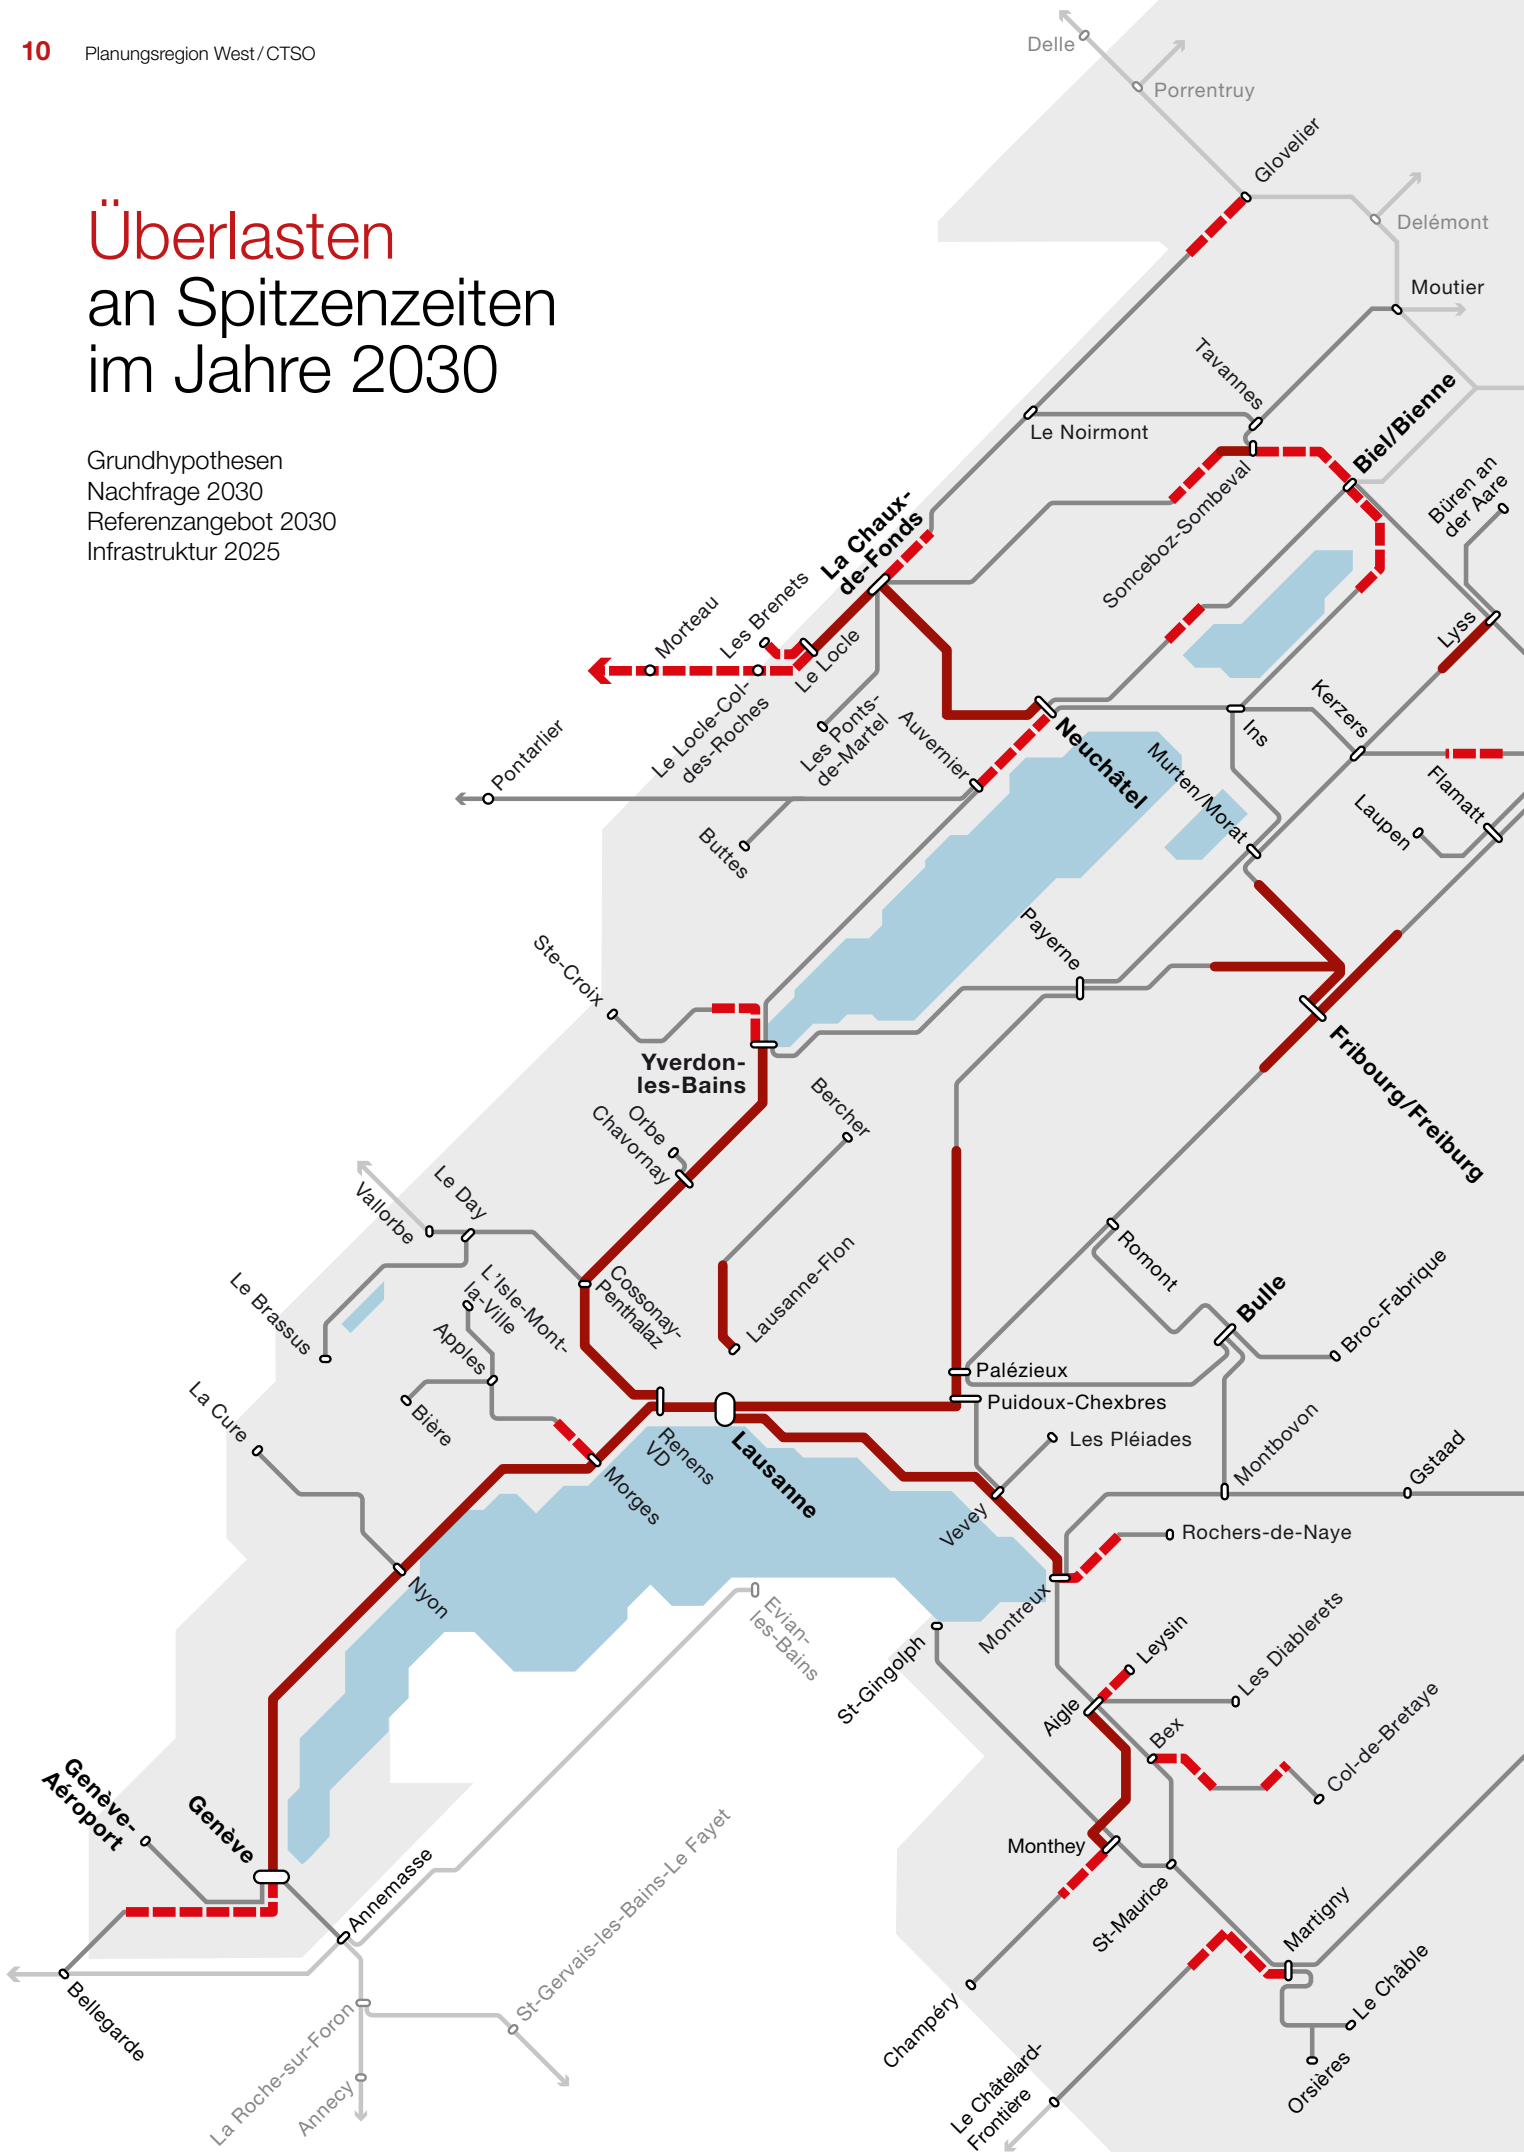 10 Planungsregion West / CTSO
Überlasten
an Spitzenzeiten
im Jahre 2030
Grundhypothesen
Nachfrage 2030
Referenzangebot 2030
Infrastruktur 2025
Delle
Porrentruy
Glovelier
Delémont
Moutier
Tavannes
Le Noirmont
Biel/Bienne
Büren an
der Aare
Sonceboz-Sombeval
La Chaux-
de-Fonds
Les Brenets
Morteau
Le Locle
Le Locle-Col-
des-Roches
Les Ponts-
de-Martel
Lyss
Kerzers
Ins
Auvernier
Neuchâtel
Pontarlier
Buttes
Murten/Morat
Flamatt
Laupen
Payerne
Ste-Croix
Yverdon-
les-Bains
Fribourg/Freiburg
Bercher
Orbe
Chavornay
Le Day
Vallorbe
Lausanne-Flon
Romont
Bulle
Broc-Fabrique
Le Brassus
L'Isle-Mont-
la-Ville
Cossonay-
Penthalaz
Apples
Bière
La Cure
Palézieux
Puidoux-Chexbres
Les Pléiades
Renens
VD
Lausanne
Morges
Montbovon
Gstaad
Vevey
Rochers-de-Naye
Nyon
Evian-
les-Bains
Montreux
St-Gingolph
Leysin
Les Diablerets
Aigle
Bex
Col-de-Bretaye
Genève-
Aéroport
Genève
Monthey
Annemasse
St-Gervais-les-Bains-Le Fayet
St-Maurice
Martigny
Le Châble
Bellegarde
La Roche-sur-Foron
Annecy
Champéry
Le Châtelard-
Frontière
Orsières